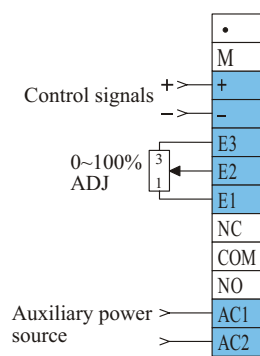 •
M
Control signals
+ +
− −
E3
0~100% 3 E2
ADJ 1
E1
NC
COM
NO
Auxiliary power AC1
source AC2